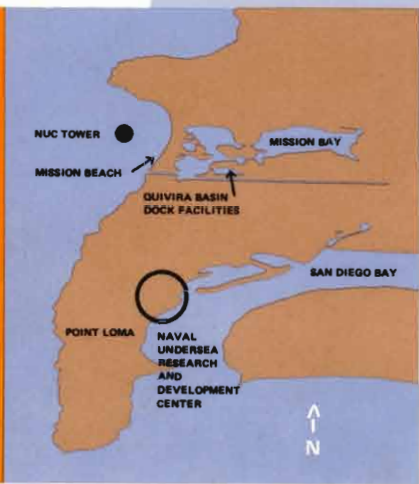 NUC TOWER
MISSION BAY
MISSION BEACH
QUIVIRA BASIN
DOCK FACILITIES
SAN DIEGO BAY
POINT LOMA
NAVAL
UNDERSEA
RESEARCH
AND
DEVELOPMENT
CENTER
N